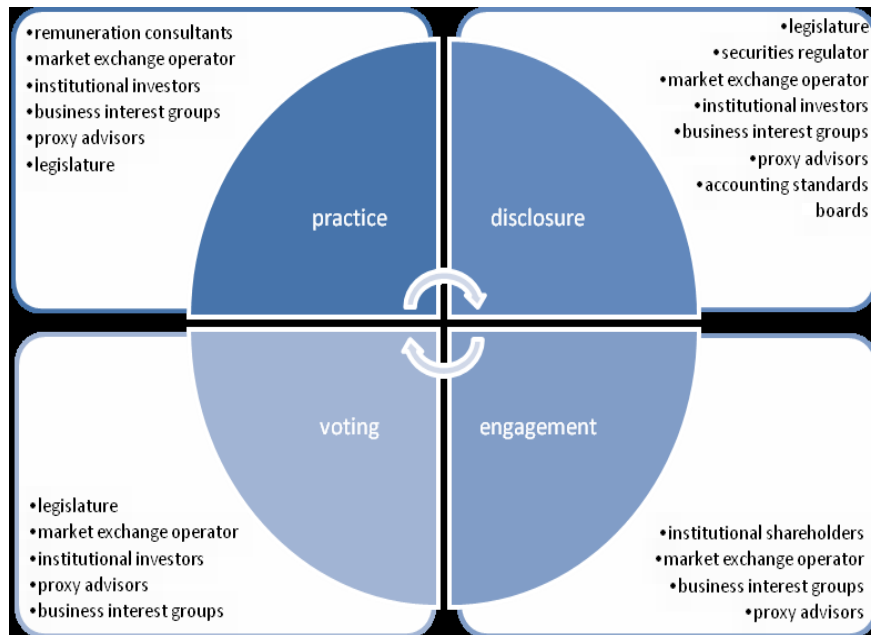 •remuneration consultants
•market exchange operator
•institutional investors
•business interest groups
•proxy advisors
•legislature
practice
•legislature
•securities regulator
•market exchange operator
•institutional investors
•business interest groups
•proxy advisors
•accounting standards
boards
disclosure
voting
•legislature
•market exchange operator
•institutional investors
•proxy advisors
•business interest groups
engagement
•institutional shareholders
•market exchange operator
•business interest groups
•proxy advisors